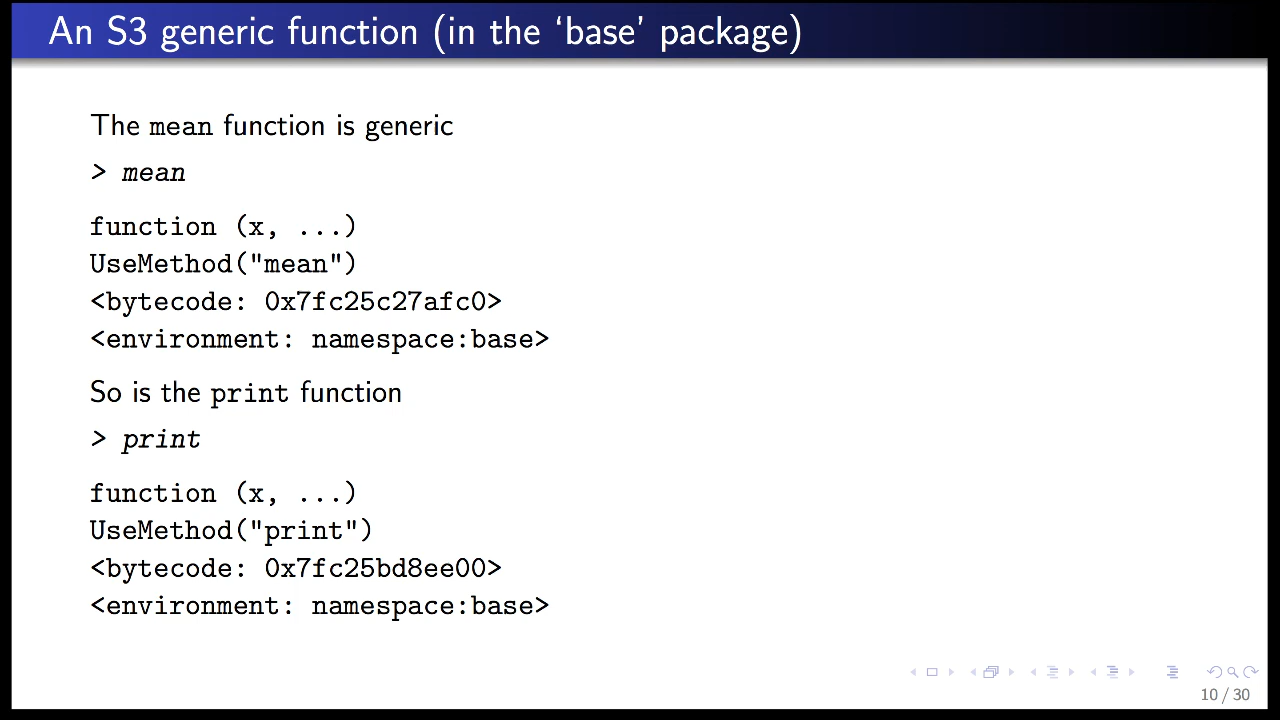 An S3 generic function (in the ‘base’ package)
The mean function is generic
> mean
function (x, ...)
UseMethod("mean")
<bytecode: 0x7fc25c27afc0>
<environment: namespace:base>
So is the print function
> print
function (x, ...)
UseMethod("print")
<bytecode: 0x7fc25bd8ee00>
<environment: namespace:base>
10 / 30